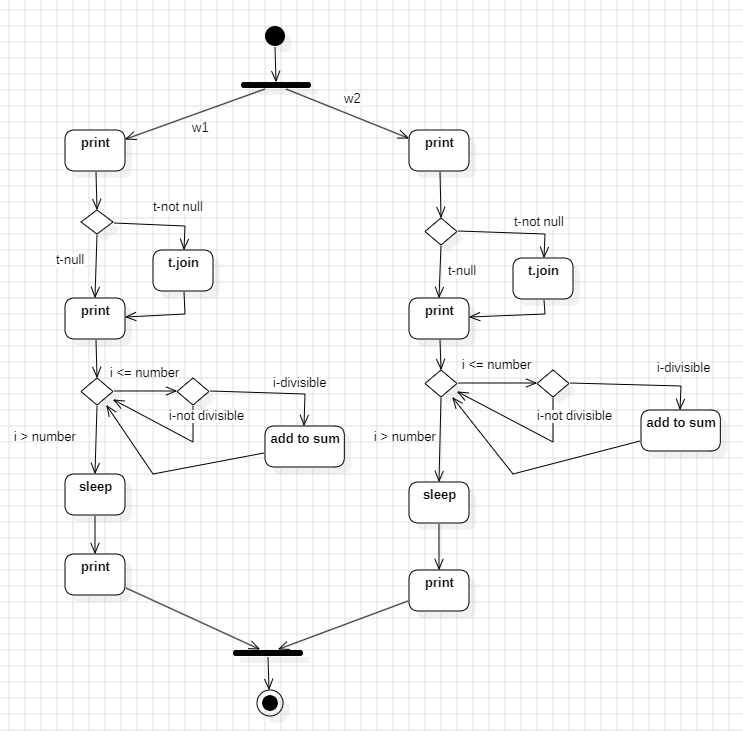 w2
w1
print
print
t-not null
t-not null
t-null
t.join
t-null
t.join
print
print
i <= number
i <= number
i-divisible
i-divisible
i-not divisible
i-not divisible
i > number
add to sum
i > number
add to sum
sleep
sleep
print
print